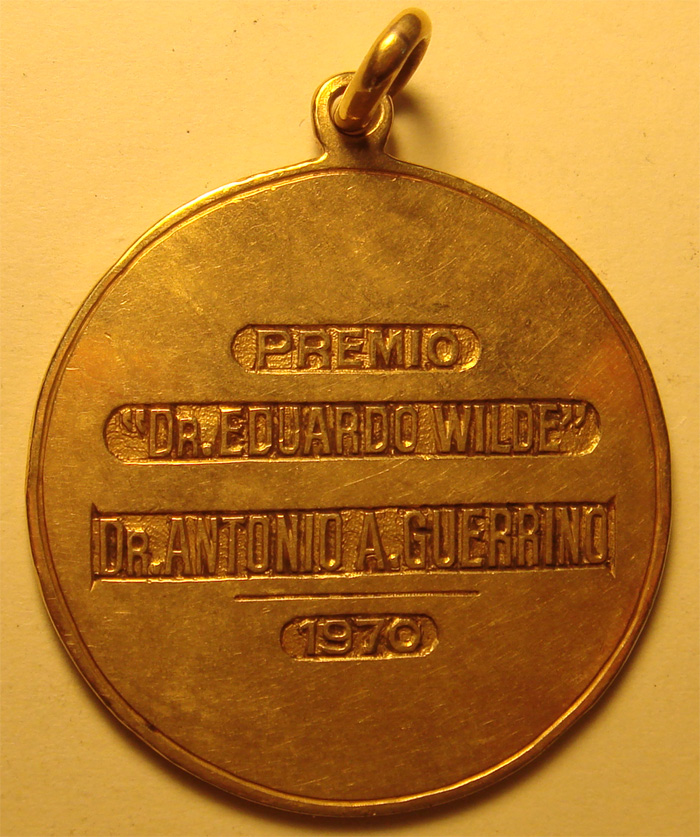 PREMIO
"DR. EDUARDO WILDE"
DR. ANTONIO A. GUERRINO
1970